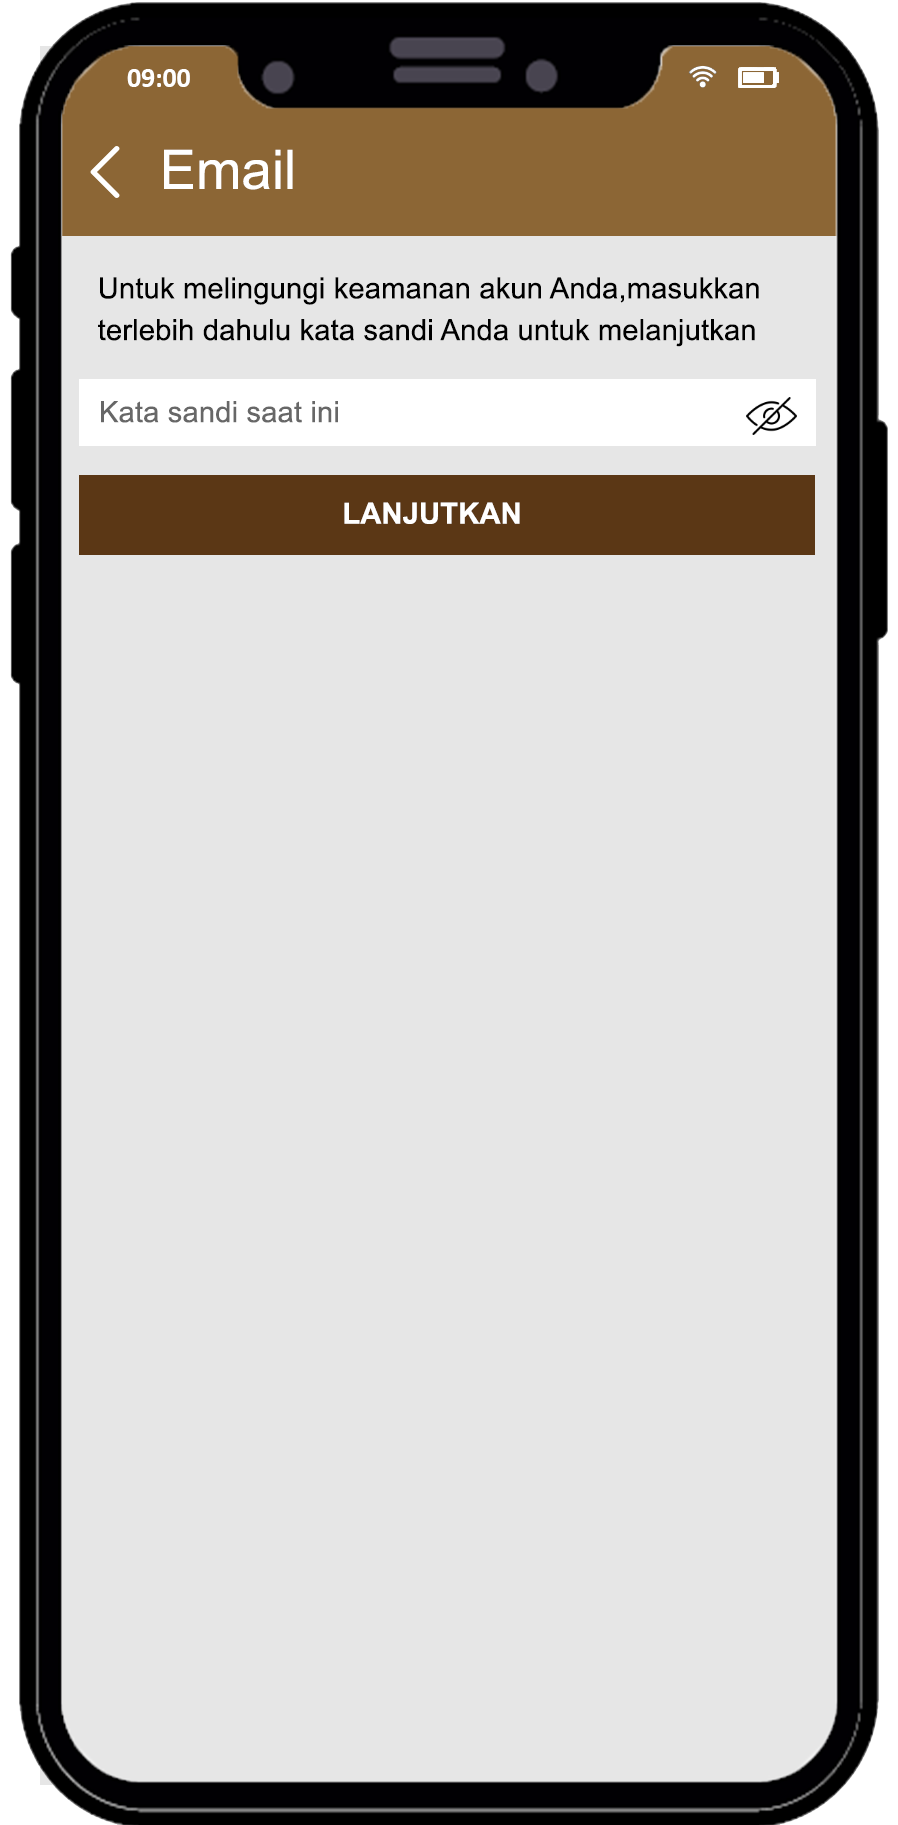 09:00
Email
Untuk melingungi keamanan akun Anda,masukkan
terlebih dahulu kata sandi Anda untuk melanjutkan
Kata sandi saat ini
LANJUTKAN